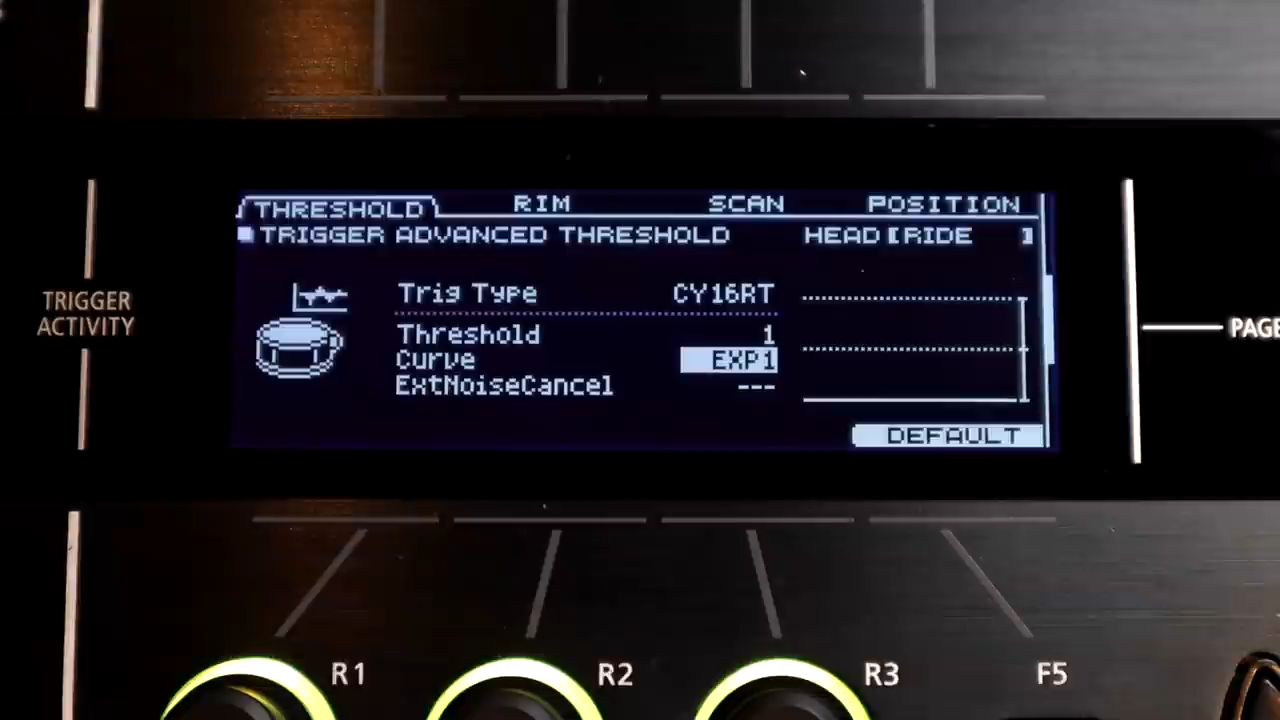 THRESHOLD RIM SCAN POSITION
TRIGGER ADVANCED THRESHOLD HEAD [RIDE ]
Trig Type CY16RT
Threshold 1
Curve EXP1
ExtNoiseCancel ---
DEFAULT
TRIGGER
ACTIVITY
PAGE
R1 R2 R3 F5